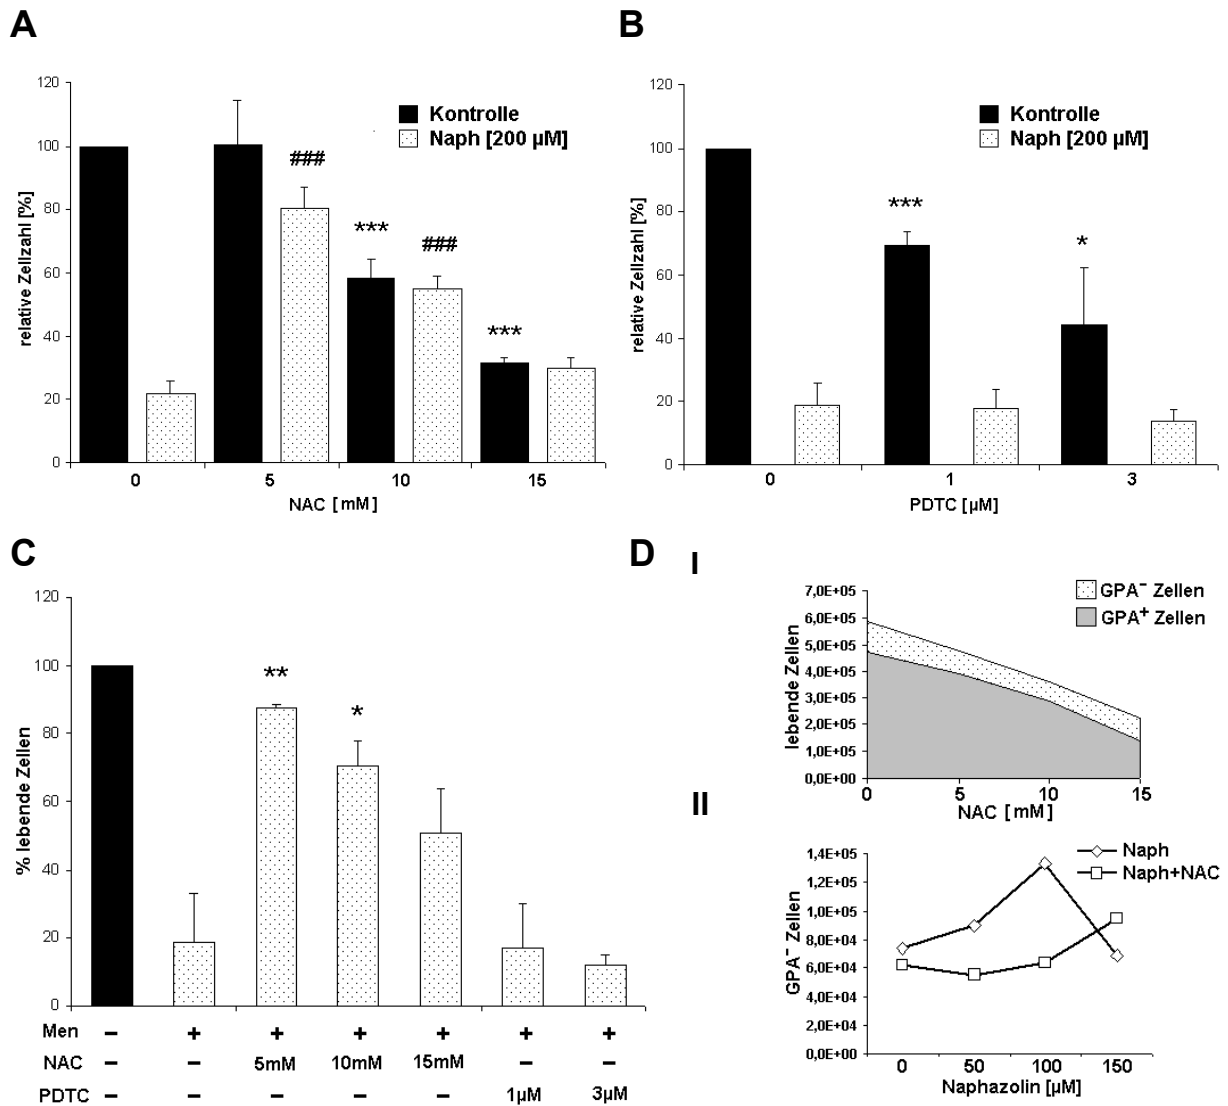 A
120
100
80
60
40
20
0
relative Zellzahl [%]
Kontrolle
Naph [200 µM]
###
***
###
***
0 5 10 15
NAC [mM]
B
120
100
80
60
40
20
0
relative Zellzahl [%]
Kontrolle
Naph [200 µM]
***
*
0 1 3
PDTC [µM]
C
120
100
80
60
40
20
0
% lebende Zellen
**
*
Men – + + + + + +
NAC – – 5mM 10mM 15mM – –
PDTC – – – – – 1µM 3µM
D
I
7,0E+05
6,0E+05
5,0E+05
4,0E+05
3,0E+05
2,0E+05
1,0E+05
0,0E+00
lebende Zellen
GPA⁻ Zellen
GPA⁺ Zellen
0 5 10 15
NAC [mM]
II
1,4E+05
1,2E+05
1,0E+05
8,0E+04
6,0E+04
4,0E+04
2,0E+04
0,0E+00
GPA⁻ Zellen
Naph
Naph+NAC
0 50 100 150
Naphazolin [µM]